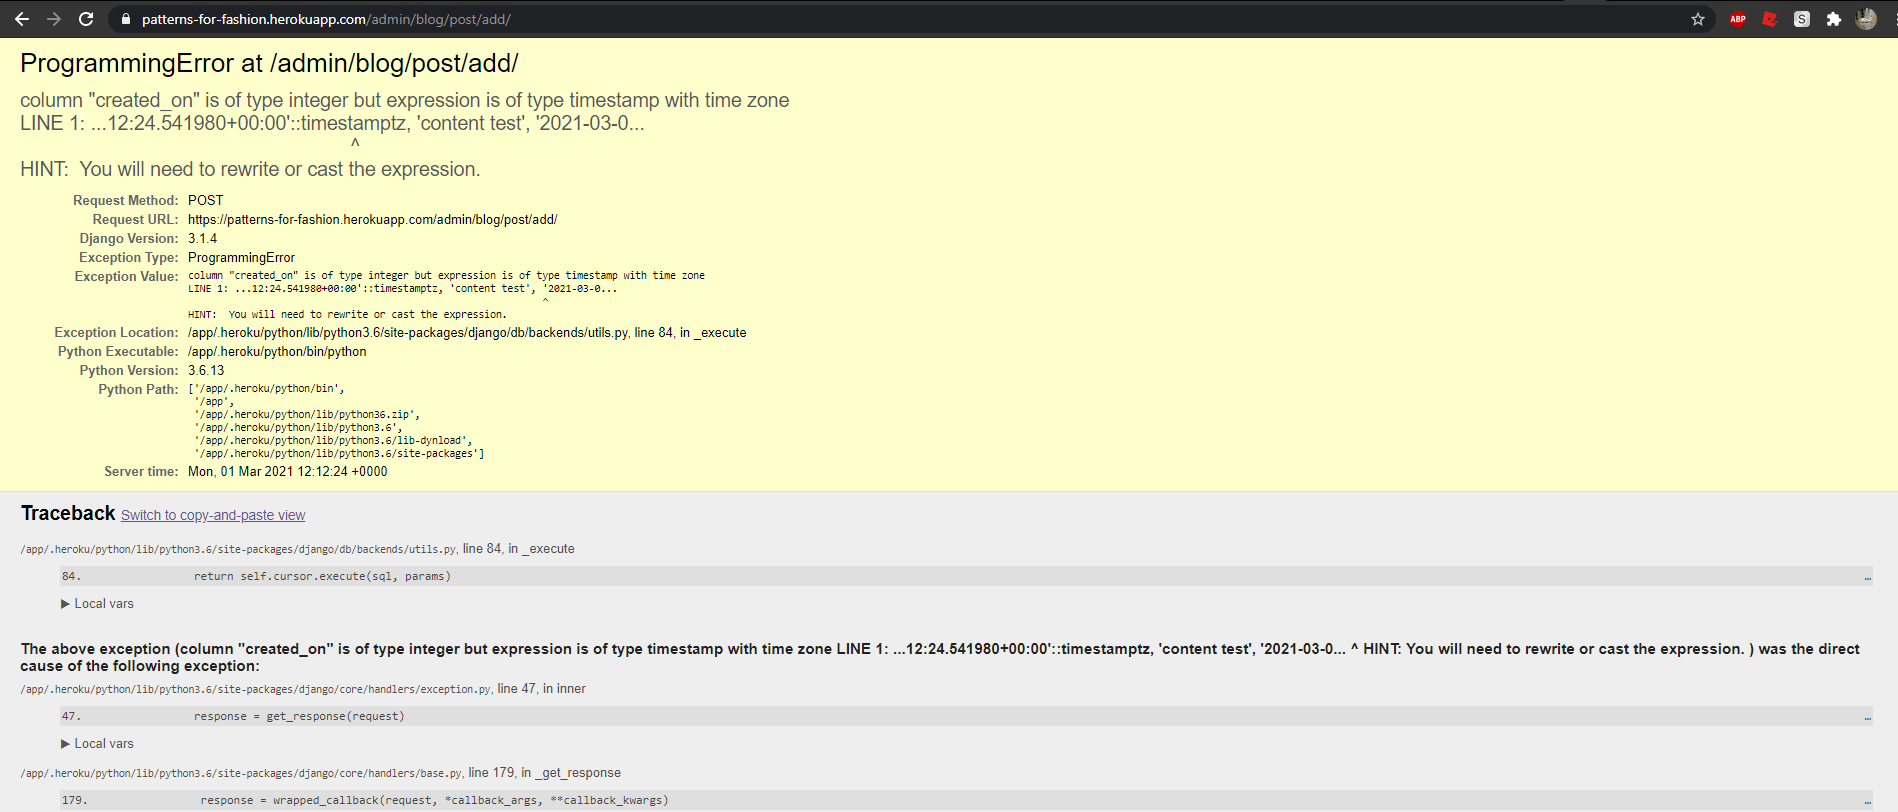 patterns-for-fashion.herokuapp.com/admin/blog/post/add/
ABP
S
ProgrammingError at /admin/blog/post/add/
column "created_on" is of type integer but expression is of type timestamp with time zone
LINE 1: ...12:24.541980+00:00'::timestamptz, 'content test', '2021-03-0...
^
HINT:  You will need to rewrite or cast the expression.
Request Method: POST
Request URL: https://patterns-for-fashion.herokuapp.com/admin/blog/post/add/
Django Version: 3.1.4
Exception Type: ProgrammingError
Exception Value: column "created_on" is of type integer but expression is of type timestamp with time zone
LINE 1: ...12:24.541980+00:00'::timestamptz, 'content test', '2021-03-0...
^
HINT:  You will need to rewrite or cast the expression.
Exception Location: /app/.heroku/python/lib/python3.6/site-packages/django/db/backends/utils.py, line 84, in _execute
Python Executable: /app/.heroku/python/bin/python
Python Version: 3.6.13
Python Path: ['/app/.heroku/python/bin',
'/app',
'/app/.heroku/python/lib/python36.zip',
'/app/.heroku/python/lib/python3.6',
'/app/.heroku/python/lib/python3.6/lib-dynload',
'/app/.heroku/python/lib/python3.6/site-packages']
Server time: Mon, 01 Mar 2021 12:12:24 +0000
Traceback Switch to copy-and-paste view
/app/.heroku/python/lib/python3.6/site-packages/django/db/backends/utils.py, line 84, in _execute
84. return self.cursor.execute(sql, params) …
▶ Local vars
The above exception (column "created_on" is of type integer but expression is of type timestamp with time zone LINE 1: ...12:24.541980+00:00'::timestamptz, 'content test', '2021-03-0... ^ HINT: You will need to rewrite or cast the expression. ) was the direct
cause of the following exception:
/app/.heroku/python/lib/python3.6/site-packages/django/core/handlers/exception.py, line 47, in inner
47. response = get_response(request) …
▶ Local vars
/app/.heroku/python/lib/python3.6/site-packages/django/core/handlers/base.py, line 179, in _get_response
179. response = wrapped_callback(request, *callback_args, **callback_kwargs) …